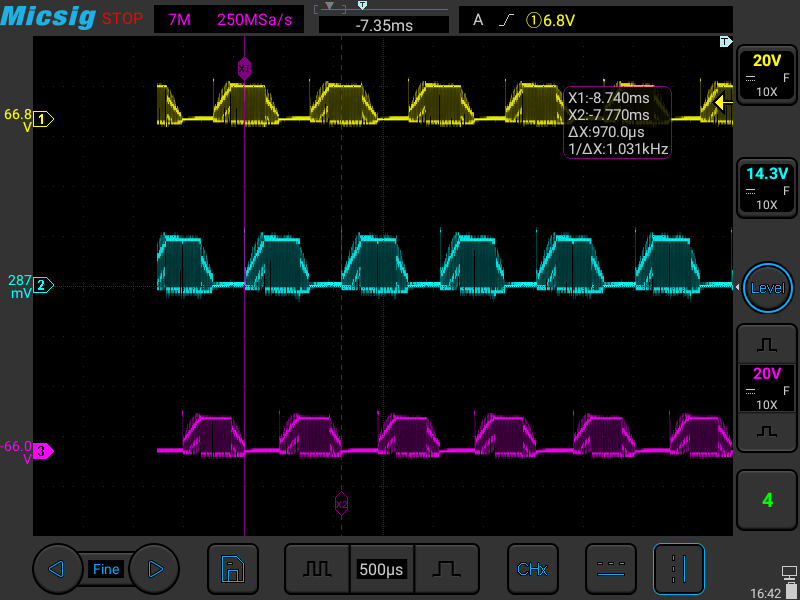 Micsig STOP 7M 250MSa/s T -7.35ms A ①6.8V
T
X1
20V
F
10X
X1:-8.740ms
X2:-7.770ms
ΔX:970.0μs
1/ΔX:1.031kHz
66.8
V
1
14.3V
F
10X
287
mV
2
Level
20V
F
10X
-66.0
V
3
X2
4
Fine 500μs CHx
16:42